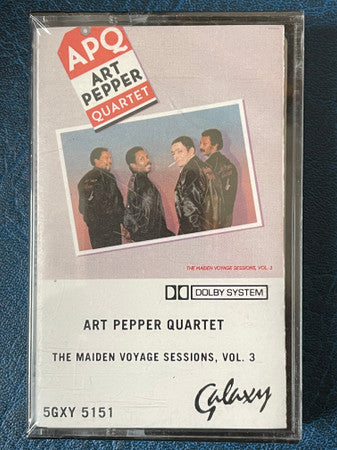 APQ
ART
PEPPER
QUARTET
THE MAIDEN VOYAGE SESSIONS, VOL. 3
DOLBY SYSTEM
ART PEPPER QUARTET
THE MAIDEN VOYAGE SESSIONS, VOL. 3
5GXY 5151
Galaxy